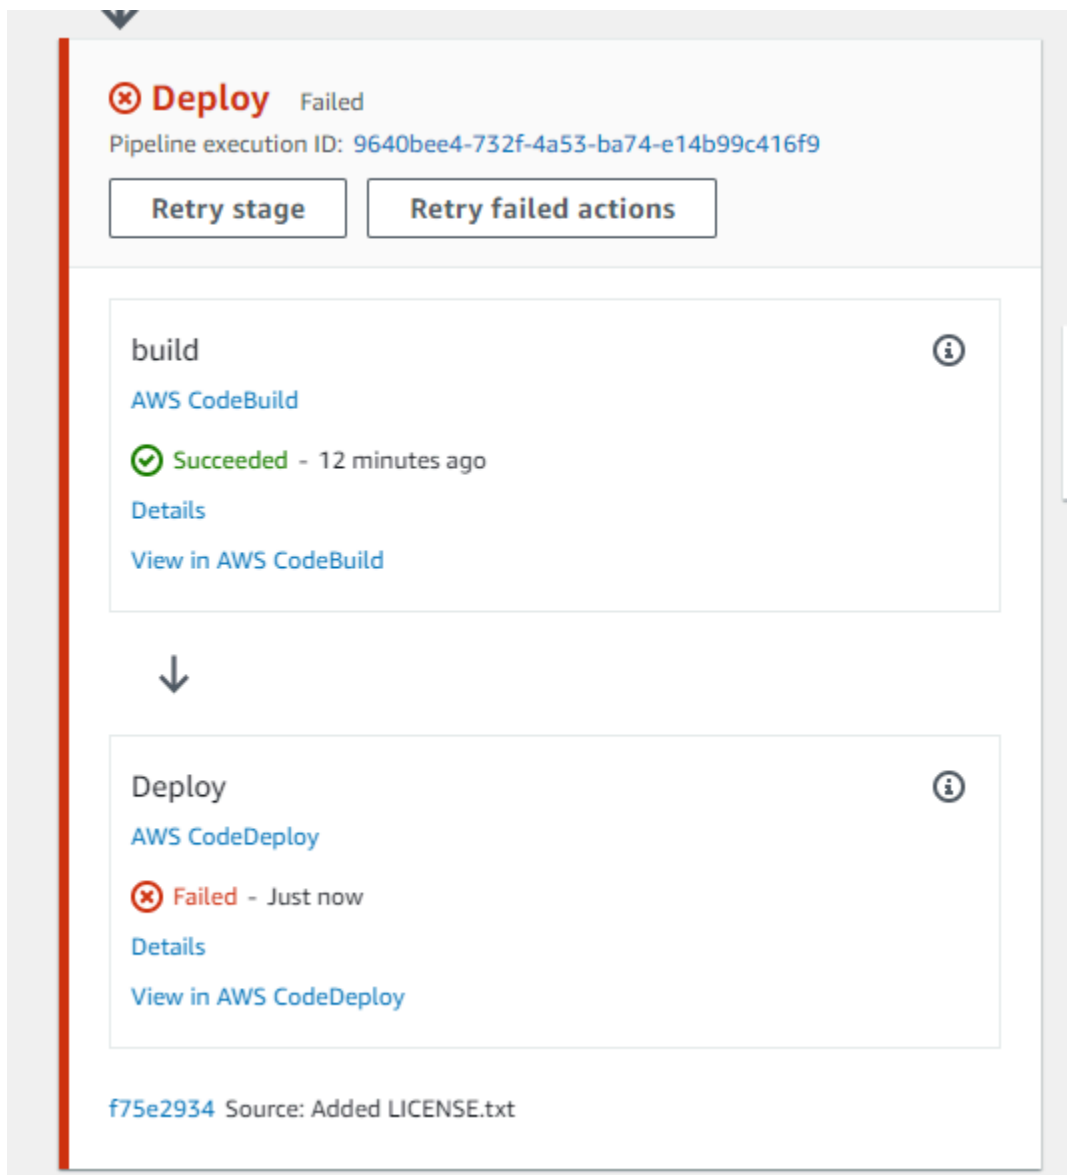 Deploy Failed
Pipeline execution ID: 9640bee4-732f-4a53-ba74-e14b99c416f9
Retry stage Retry failed actions
build
AWS CodeBuild
Succeeded - 12 minutes ago
Details
View in AWS CodeBuild
Deploy
AWS CodeDeploy
Failed - Just now
Details
View in AWS CodeDeploy
f75e2934 Source: Added LICENSE.txt